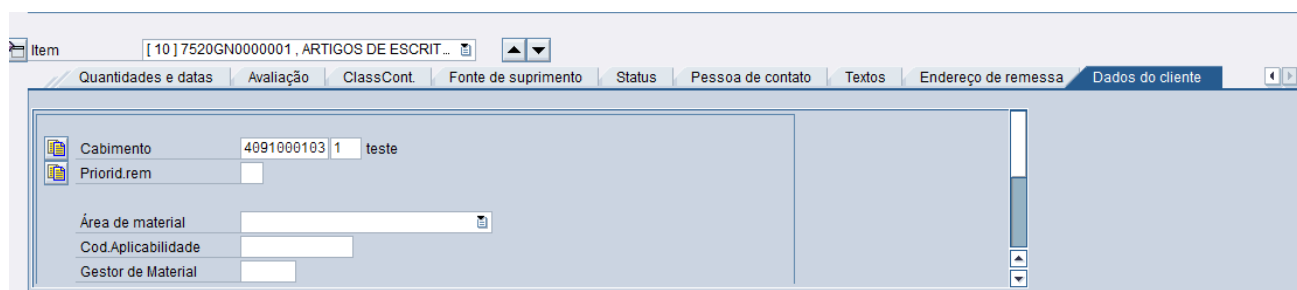 Item [ 10 ] 7520GN0000001 , ARTIGOS DE ESCRIT...
Quantidades e datas Avaliação ClassCont. Fonte de suprimento Status Pessoa de contato Textos Endereço de remessa Dados do cliente
Cabimento 4091000103 1 teste
Priorid.rem
Área de material
Cod.Aplicabilidade
Gestor de Material